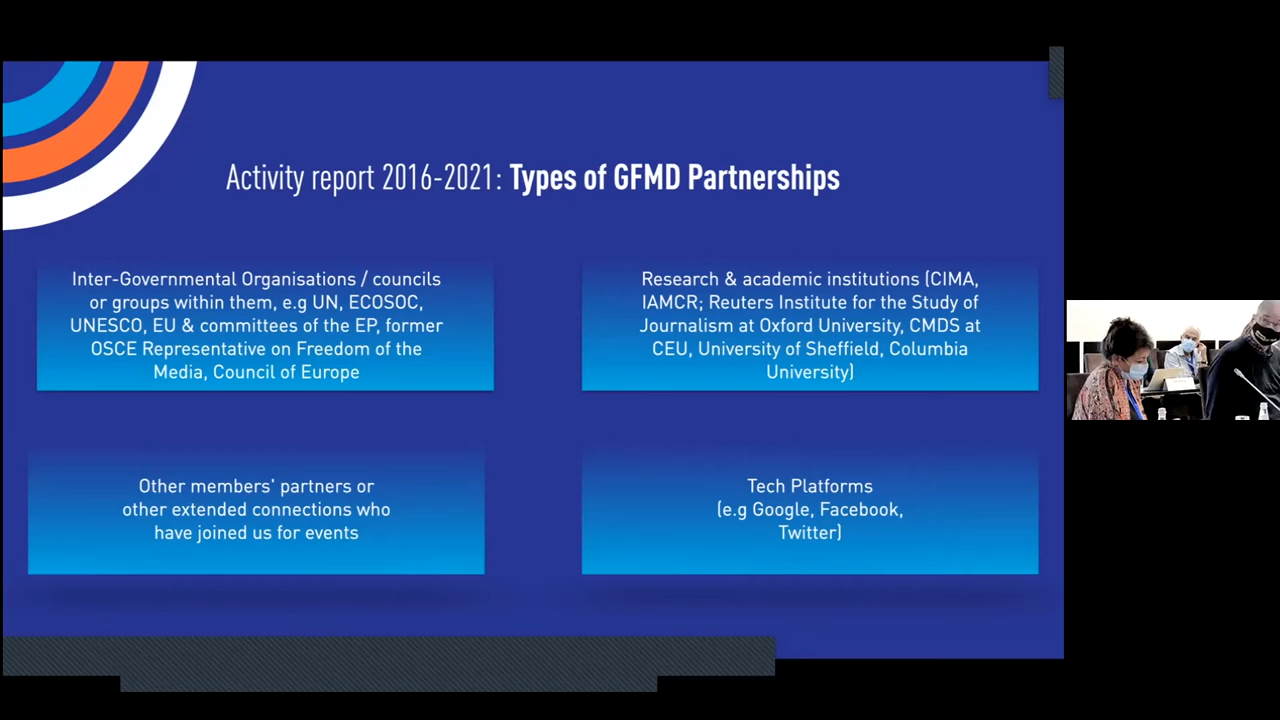 Activity report 2016-2021: Types of GFMD Partnerships
Inter-Governmental Organisations / councils
or groups within them, e.g UN, ECOSOC,
UNESCO, EU & committees of the EP, former
OSCE Representative on Freedom of the
Media, Council of Europe
Research & academic institutions (CIMA,
IAMCR; Reuters Institute for the Study of
Journalism at Oxford University, CMDS at
CEU, University of Sheffield, Columbia
University)
Other members' partners or
other extended connections who
have joined us for events
Tech Platforms
(e.g Google, Facebook,
Twitter)